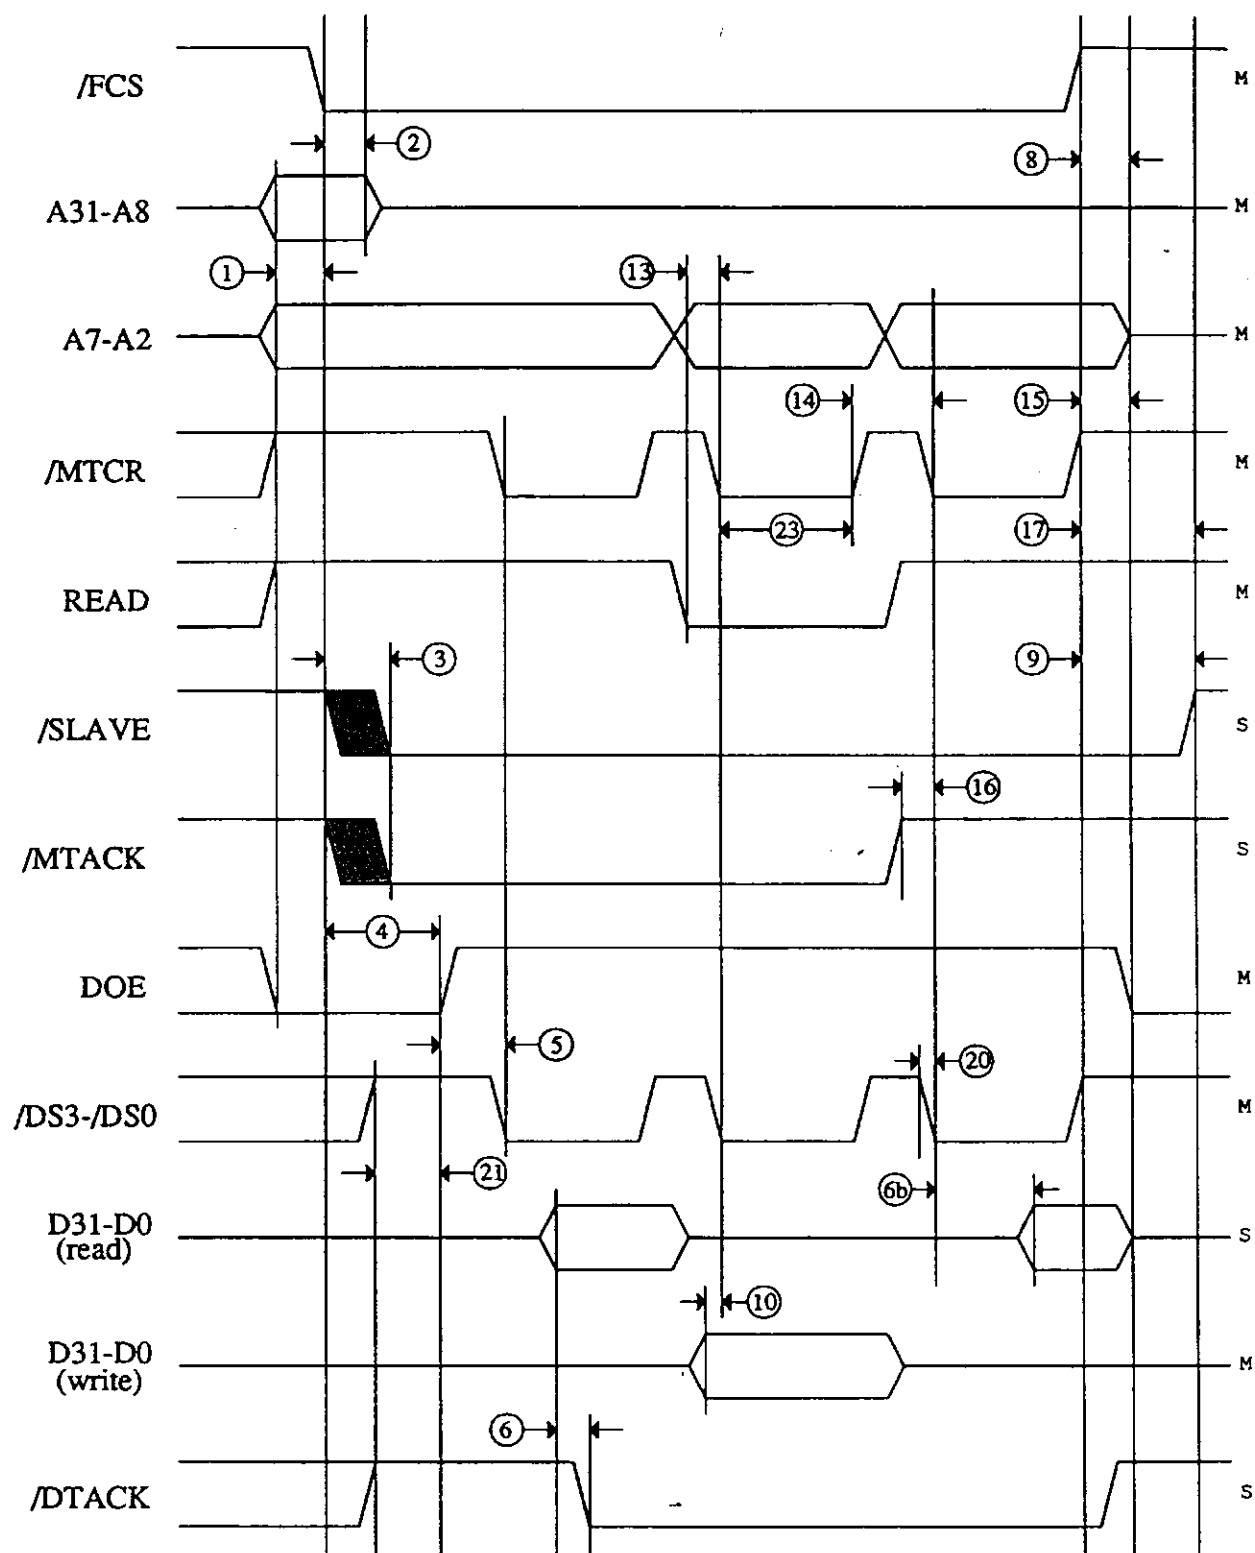 /FCS M
2
8
A31-A8 M
1
13
A7-A2 M
14 15
/MTCR M
23 17
READ M
3 9
/SLAVE S
16
/MTACK S
4
DOE M
5 20
/DS3-/DS0 M
21 6b
D31-D0
(read) S
10
D31-D0
(write) M
6
/DTACK S